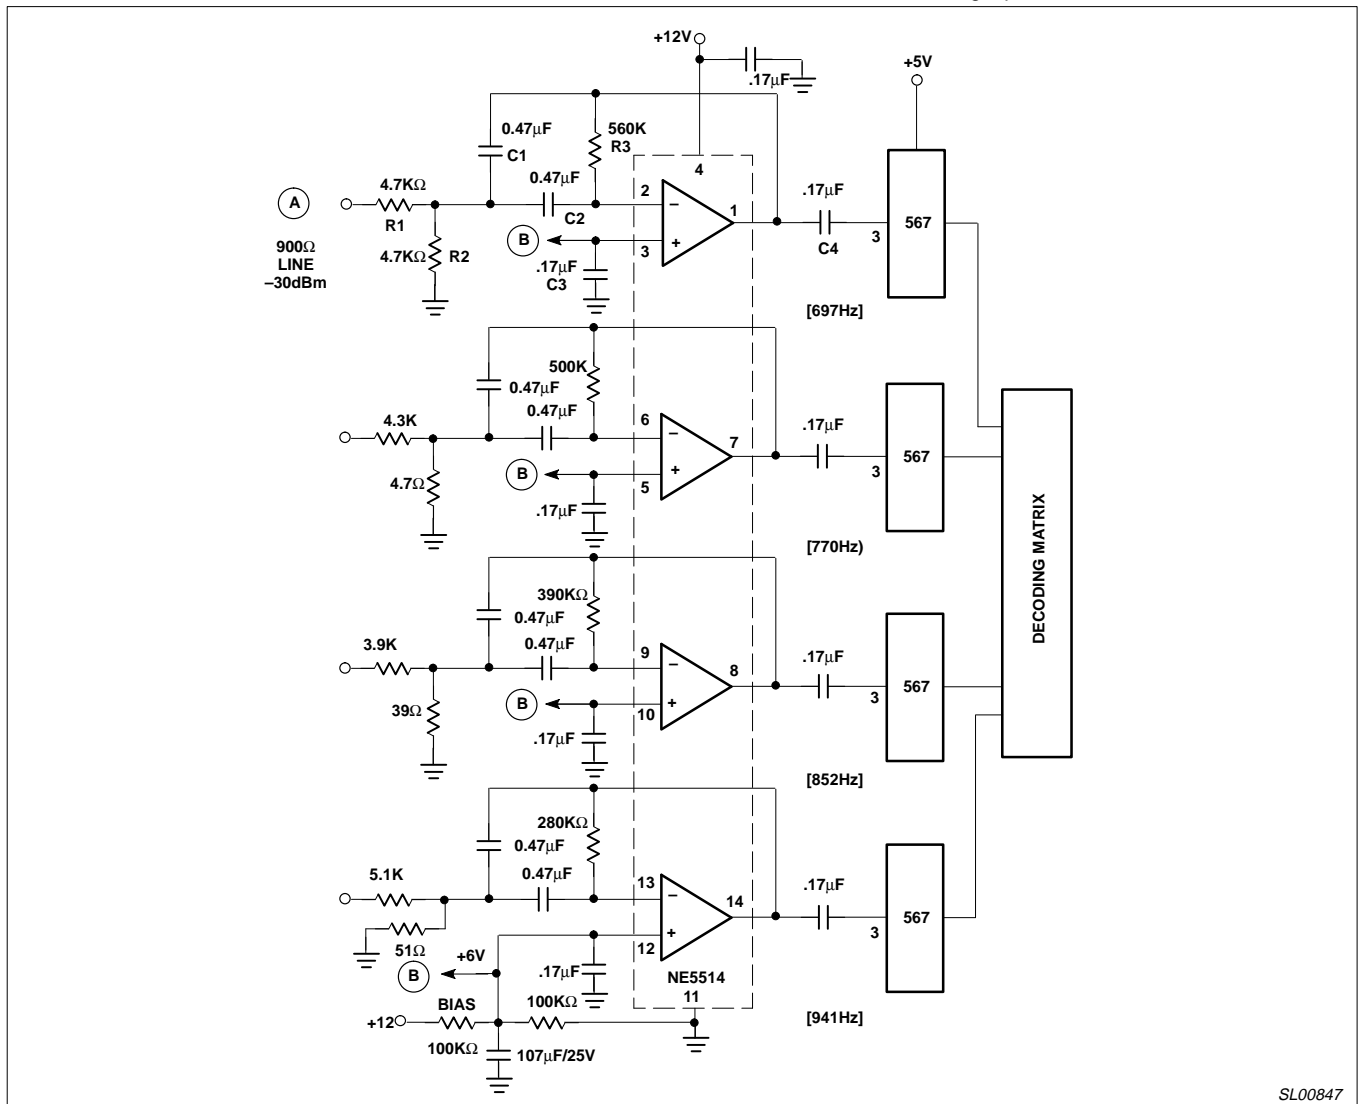 +12V
.17μF
+5V
0.47μF
C1
560K
R3
4
A
4.7KΩ
R1
0.47μF
C2
2
−
1
.17μF
C4
3
567
900Ω
LINE
–30dBm
4.7KΩ
R2
B
+
3
.17μF
C3
[697Hz]
500K
0.47μF
0.47μF
4.3K
6
−
7
.17μF
3
567
4.7Ω
B
+
5
.17μF
[770Hz)
DECODING MATRIX
390KΩ
0.47μF
0.47μF
3.9K
9
−
8
.17μF
3
567
39Ω
B
+
10
.17μF
[852Hz]
280KΩ
0.47μF
0.47μF
5.1K
13
−
14
.17μF
3
567
51Ω
+
12
B
+6V
.17μF
NE5514
11
+12
BIAS
100KΩ
100KΩ
107μF/25V
[941Hz]
SL00847